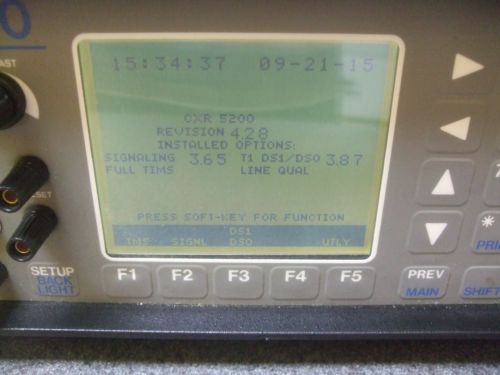 0
15:34:37 09-21-15
CXR 5200
REVISION 4.28
INSTALLED OPTIONS:
SIGNALING 3.65 T1 DS1/DS0 3.87
FULL TIMS LINE QUAL
PRESS SOFT-KEY FOR FUNCTION
DS1
TMS SIGNL DS0 UTLY
SETUP
BACK
LIGHT
F1 F2 F3 F4 F5
PREV
MAIN
SHIFT